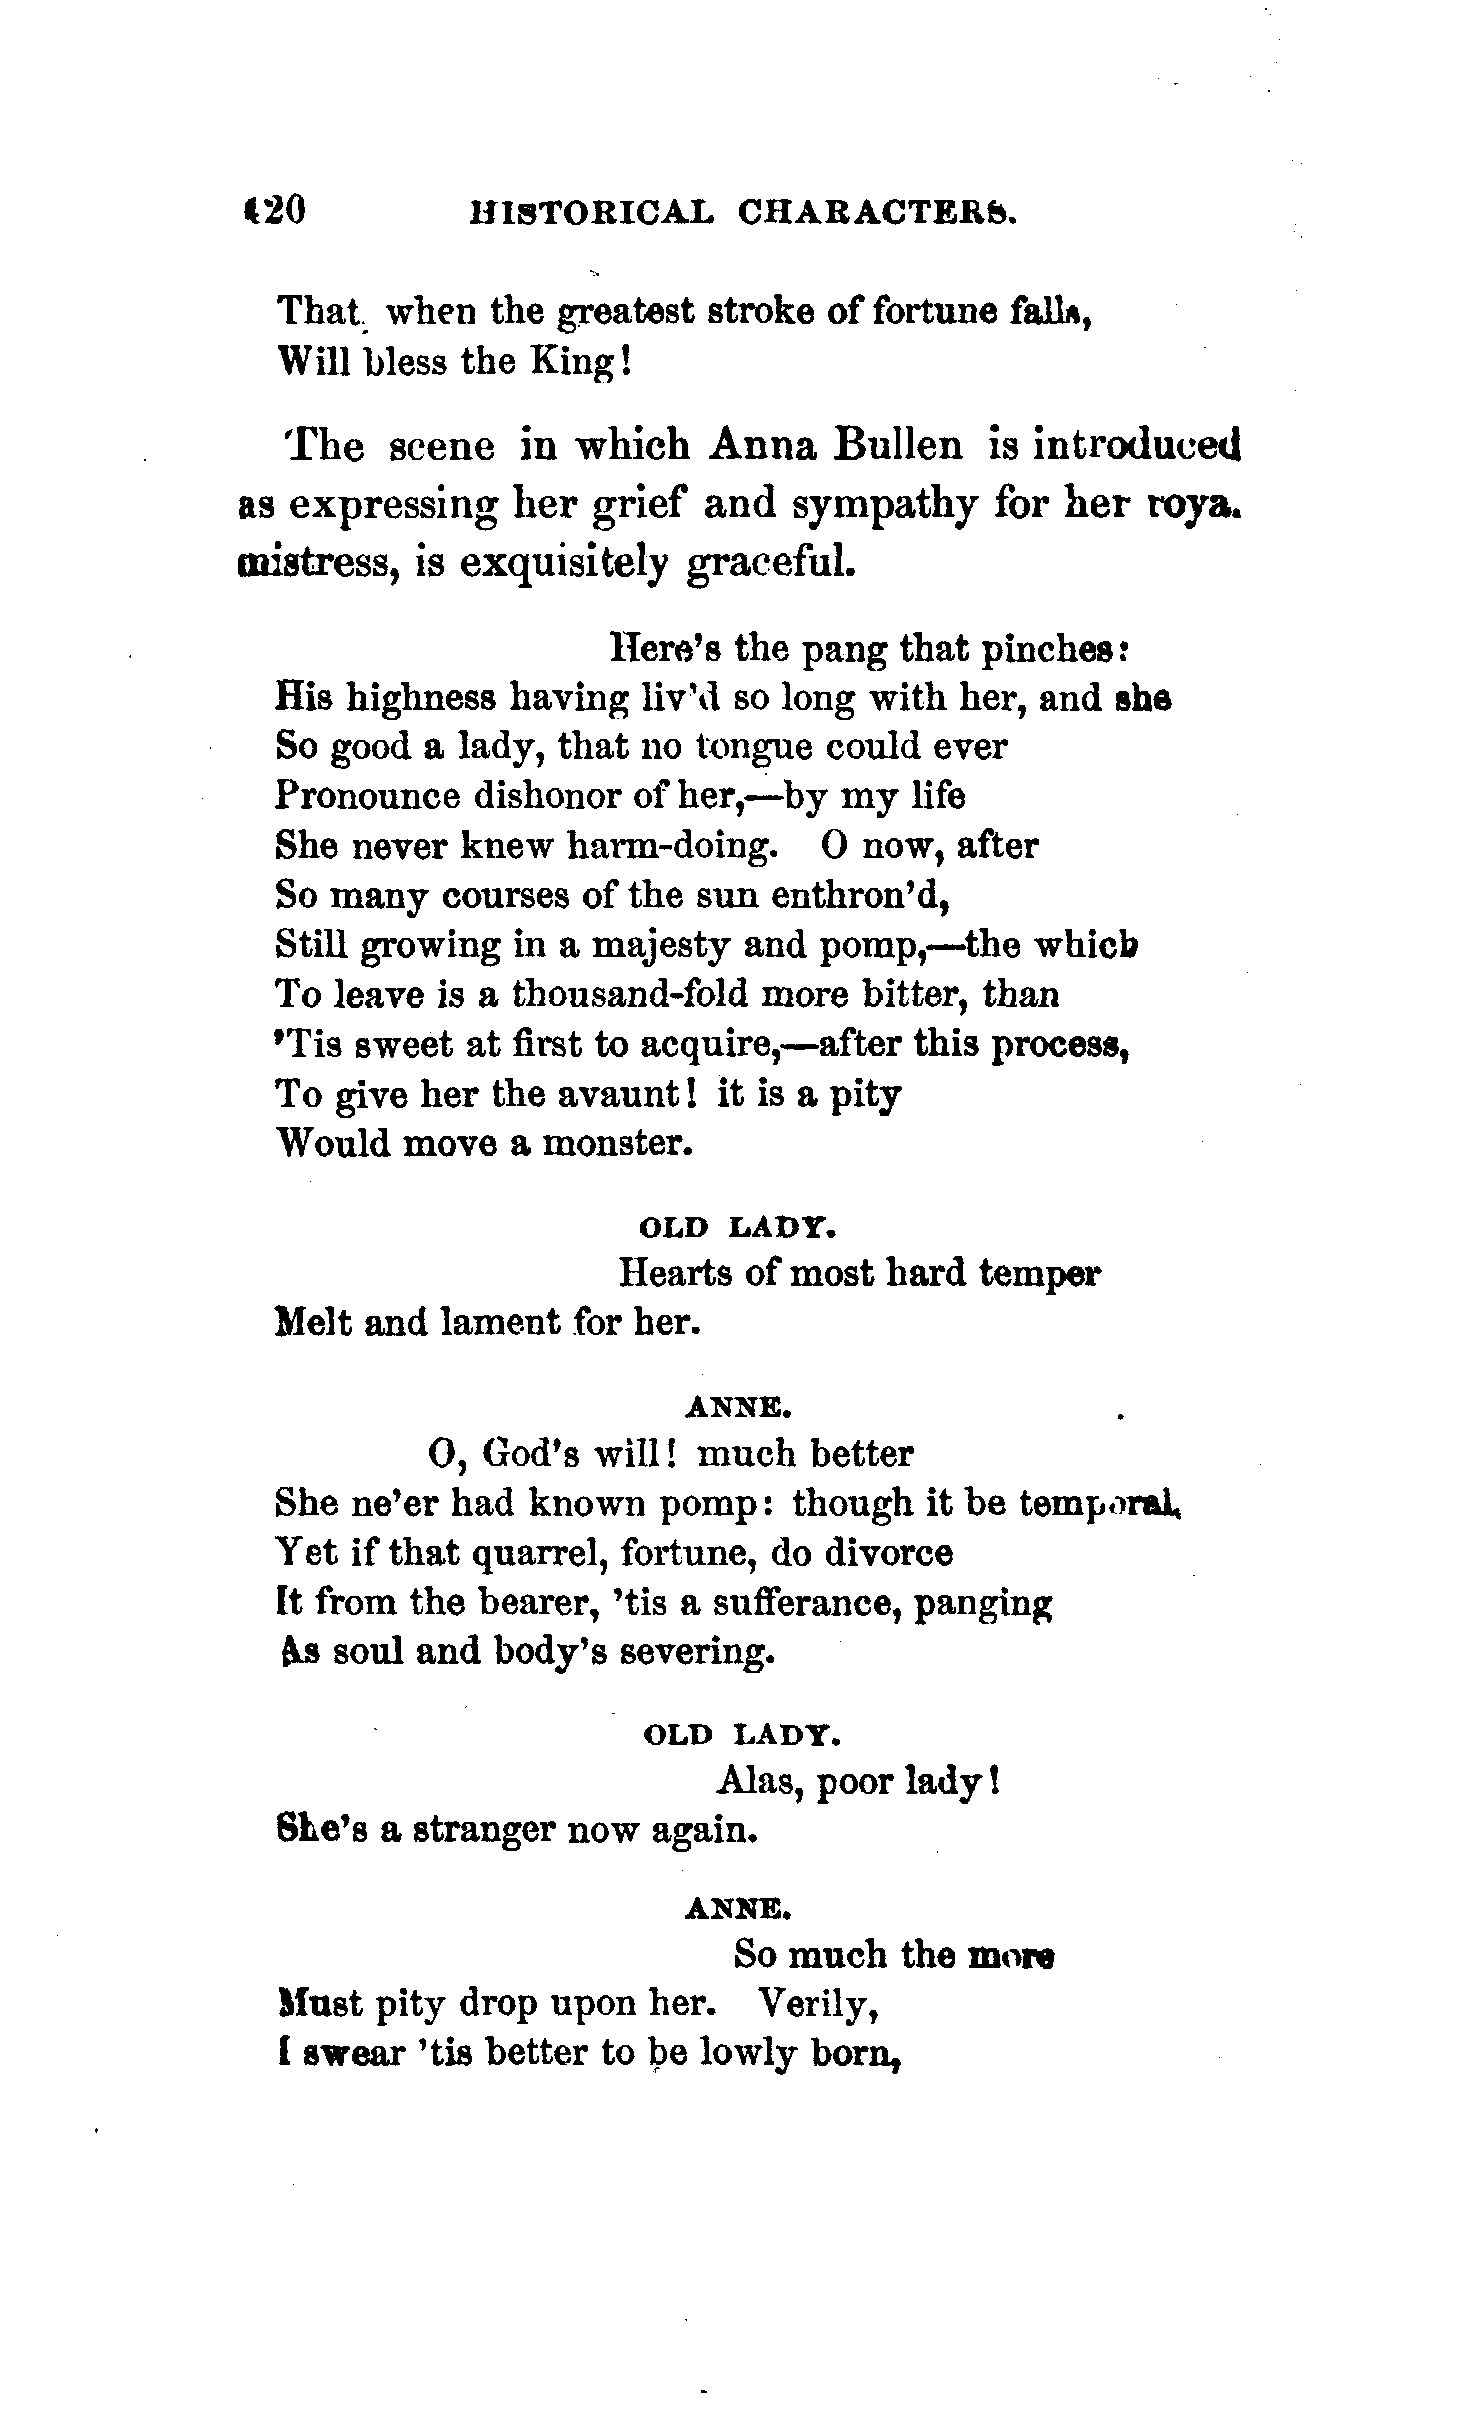 420 HISTORICAL CHARACTERS.
That when the greatest stroke of fortune falls,
Will bless the King!
The scene in which Anna Bullen is introduced
as expressing her grief and sympathy for her roya.
mistress, is exquisitely graceful.
Here's the pang that pinches:
His highness having liv'd so long with her, and she
So good a lady, that no tongue could ever
Pronounce dishonor of her,—by my life
She never knew harm-doing. O now, after
So many courses of the sun enthron'd,
Still growing in a majesty and pomp,—the which
To leave is a thousand-fold more bitter, than
'Tis sweet at first to acquire,—after this process,
To give her the avaunt! it is a pity
Would move a monster.
OLD LADY.
Hearts of most hard temper
Melt and lament for her.
ANNE.
O, God's will! much better
She ne'er had known pomp: though it be temporal,
Yet if that quarrel, fortune, do divorce
It from the bearer, 'tis a sufferance, panging
As soul and body's severing.
OLD LADY.
Alas, poor lady!
She's a stranger now again.
ANNE.
So much the more
Must pity drop upon her. Verily,
I swear 'tis better to be lowly born,